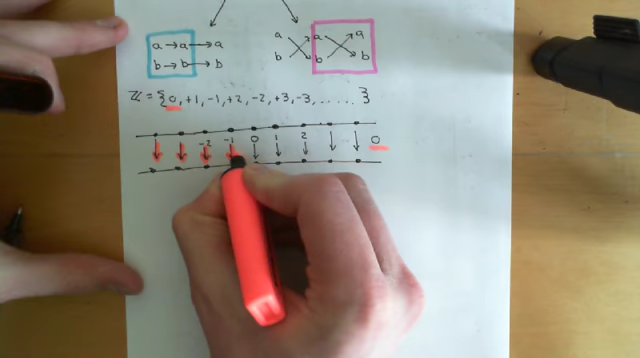 a → a → a
b → b → b
a a a
b b b
ℤ = {0, +1, -1, +2, -2, +3, -3, ...... }
-2 -1 0 1 2 0